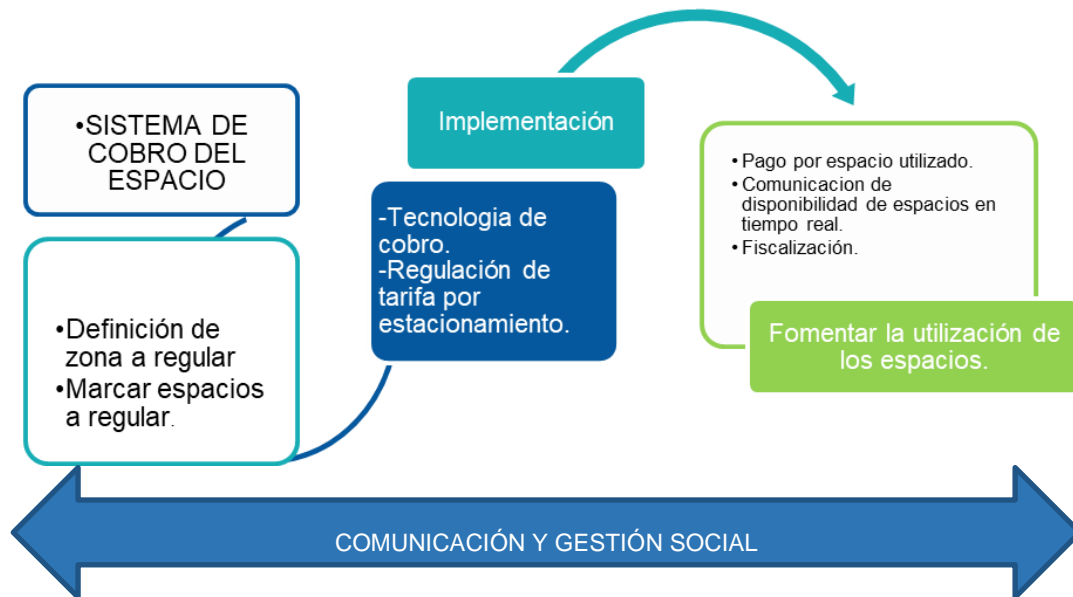 •SISTEMA DE
COBRO DEL
ESPACIO
•Definición de
zona a regular
•Marcar espacios
a regular.
Implementación
-Tecnologia de
cobro.
-Regulación de
tarifa por
estacionamiento.
• Pago por espacio utilizado.
• Comunicacion de
disponibilidad de espacios en
tiempo real.
• Fiscalización.
Fomentar la utilización de
los espacios.
COMUNICACIÓN Y GESTIÓN SOCIAL